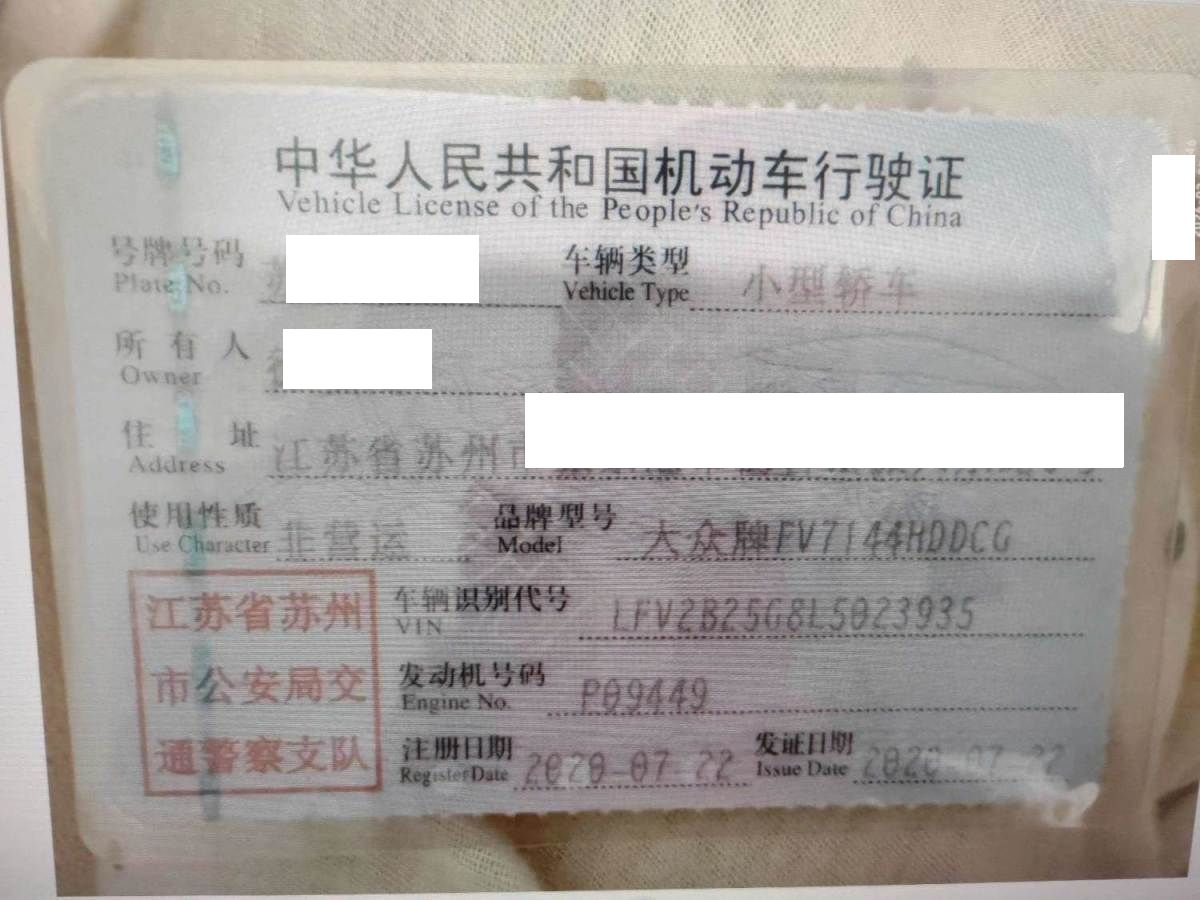 中华人民共和国机动车行驶证
Vehicle License of the People's Republic of China
号牌号码 苏 车辆类型 小型轿车
Plate No. Vehicle Type
所有人
Owner
住址 江苏省苏州市
Address
使用性质 非营运 品牌型号 大众牌FV7144HDDCG
Use Character Model
江苏省苏州
市公安局交
通警察支队
车辆识别代号 LFV2B25G8L5023935
VIN
发动机号码 P09449
Engine No.
注册日期 2020-07-22 发证日期 2020-07-22
Register Date Issue Date